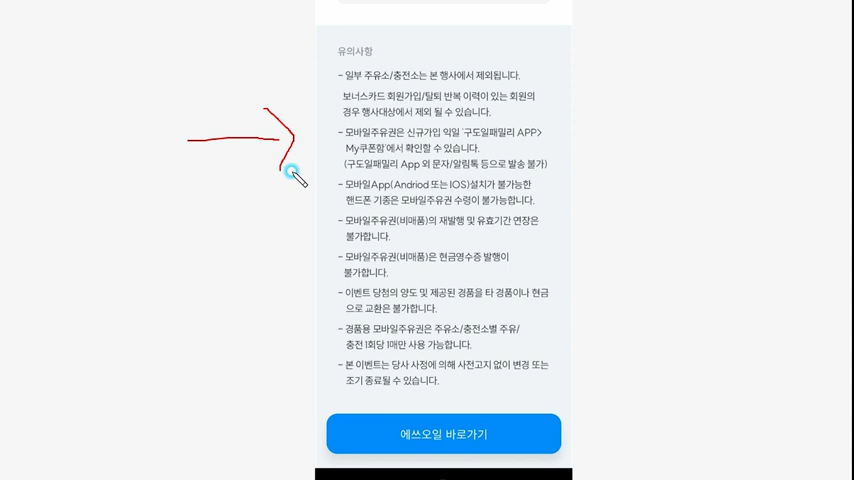 유의사항
- 일부 주유소/충전소는 본 행사에서 제외됩니다.
보너스카드 회원가입/탈퇴 반복 이력이 있는 회원의
경우 행사대상에서 제외 될 수 있습니다.
- 모바일주유권은 신규가입 익일 '구도일패밀리 APP>
My쿠폰함'에서 확인할 수 있습니다.
(구도일패밀리 App 외 문자/알림톡 등으로 발송 불가)
- 모바일App(Andriod 또는 IOS)설치가 불가능한
핸드폰 기종은 모바일주유권 수령이 불가능합니다.
- 모바일주유권(비매품)의 재발행 및 유효기간 연장은
불가합니다.
- 모바일주유권(비매품)은 현금영수증 발행이
불가합니다.
- 이벤트 당첨의 양도 및 제공된 경품을 타 경품이나 현금
으로 교환은 불가합니다.
- 경품용 모바일주유권은 주유소/충전소별 주유/
충전 1회당 1매만 사용 가능합니다.
- 본 이벤트는 당사 사정에 의해 사전고지 없이 변경 또는
조기 종료될 수 있습니다.
에쓰오일 바로가기